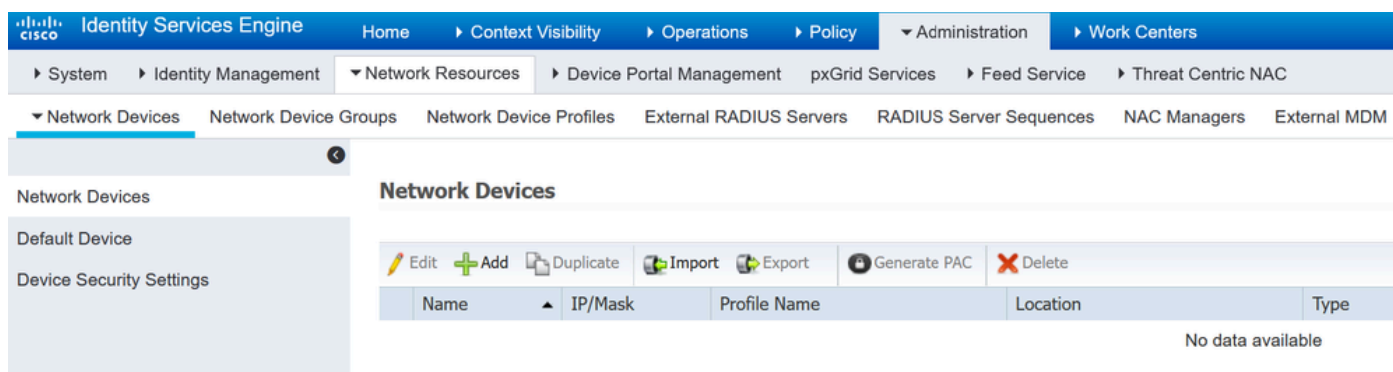 cisco Identity Services Engine Home Context Visibility Operations Policy Administration Work Centers
System Identity Management Network Resources Device Portal Management pxGrid Services Feed Service Threat Centric NAC
Network Devices Network Device Groups Network Device Profiles External RADIUS Servers RADIUS Server Sequences NAC Managers External MDM
Network Devices
Default Device
Device Security Settings
Network Devices
Edit Add Duplicate Import Export Generate PAC Delete
Name IP/Mask Profile Name Location Type
No data available